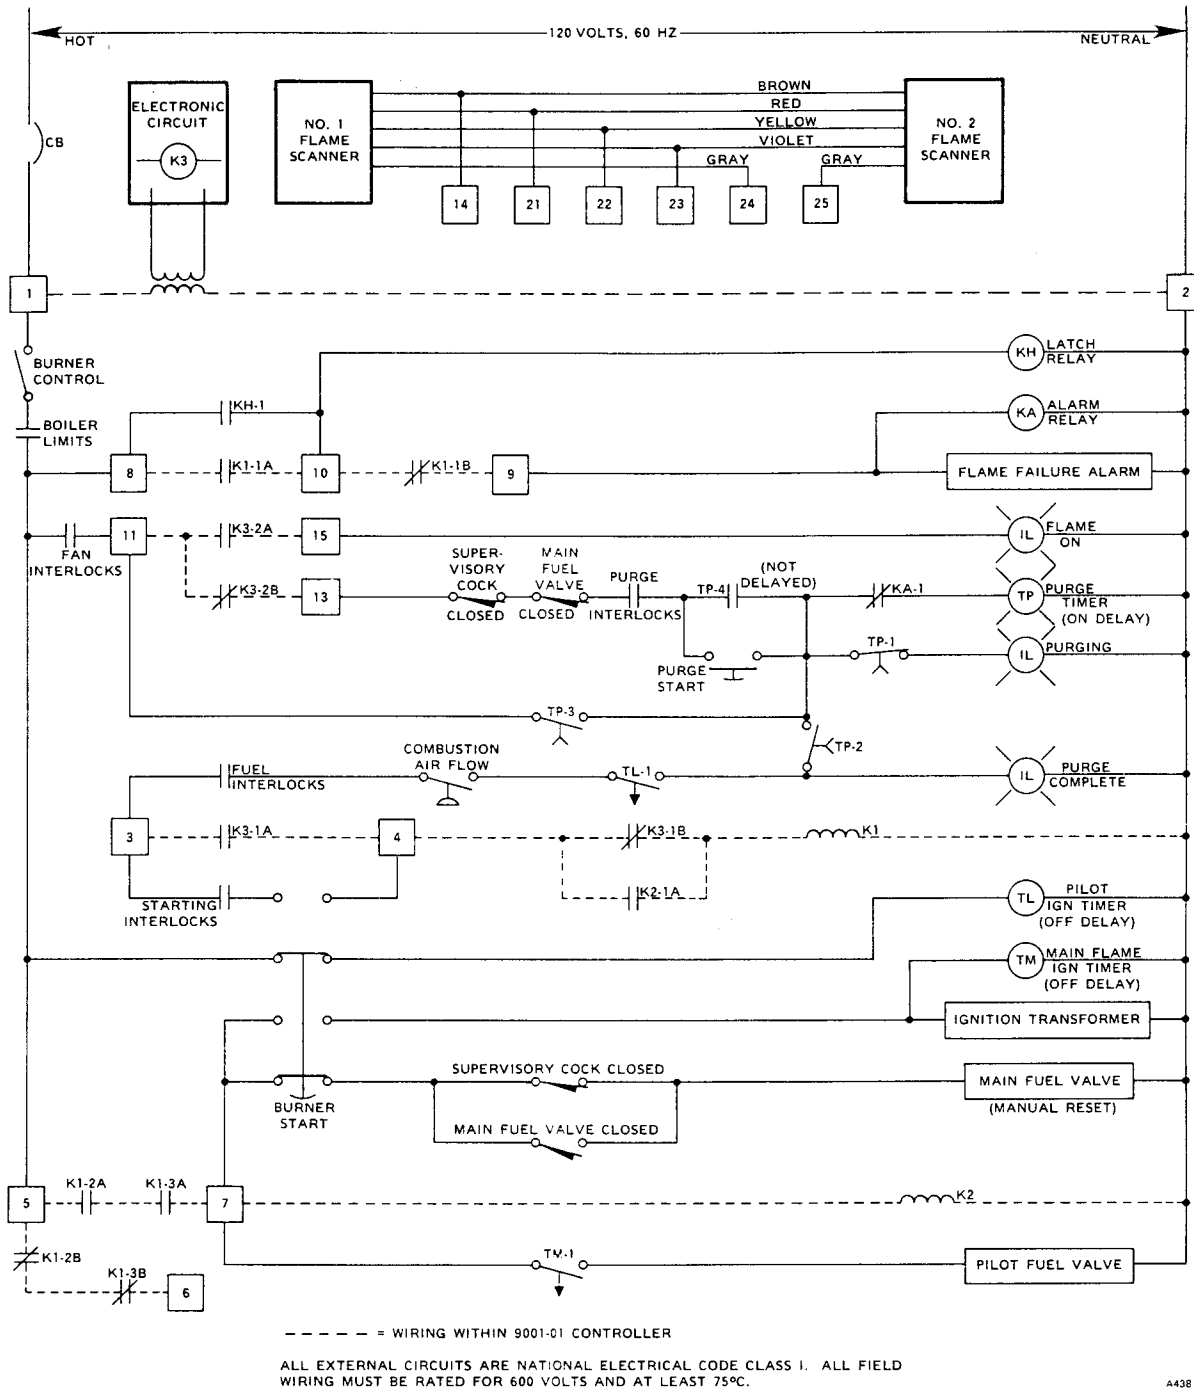 120 VOLTS, 60 HZ
HOT
NEUTRAL
CB
ELECTRONIC
CIRCUIT
K3
NO. 1
FLAME
SCANNER
BROWN
RED
YELLOW
VIOLET
GRAY
GRAY
NO. 2
FLAME
SCANNER
14
21
22
23
24
25
1
2
BURNER
CONTROL
KH
LATCH
RELAY
KH-1
KA
ALARM
RELAY
BOILER
LIMITS
8
K1-1A
10
K1-1B
9
FLAME FAILURE ALARM
FAN
INTERLOCKS
11
K3-2A
15
IL
FLAME
ON
K3-2B
13
SUPER-
VISORY
COCK
CLOSED
MAIN
FUEL
VALVE
CLOSED
PURGE
INTERLOCKS
TP-4
(NOT
DELAYED)
KA-1
TP
PURGE
TIMER
(ON DELAY)
PURGE
START
TP-1
IL
PURGING
TP-3
TP-2
FUEL
INTERLOCKS
COMBUSTION
AIR FLOW
TL-1
IL
PURGE
COMPLETE
3
K3-1A
4
K3-1B
K1
K2-1A
STARTING
INTERLOCKS
TL
PILOT
IGN TIMER
(OFF DELAY)
TM
MAIN FLAME
IGN TIMER
(OFF DELAY)
IGNITION TRANSFORMER
BURNER
START
SUPERVISORY COCK CLOSED
MAIN FUEL VALVE
(MANUAL RESET)
MAIN FUEL VALVE CLOSED
5
K1-2A
K1-3A
7
K2
K1-2B
K1-3B
6
TM-1
PILOT FUEL VALVE
= WIRING WITHIN 9001-01 CONTROLLER
ALL EXTERNAL CIRCUITS ARE NATIONAL ELECTRICAL CODE CLASS I. ALL FIELD
WIRING MUST BE RATED FOR 600 VOLTS AND AT LEAST 75°C.
A438